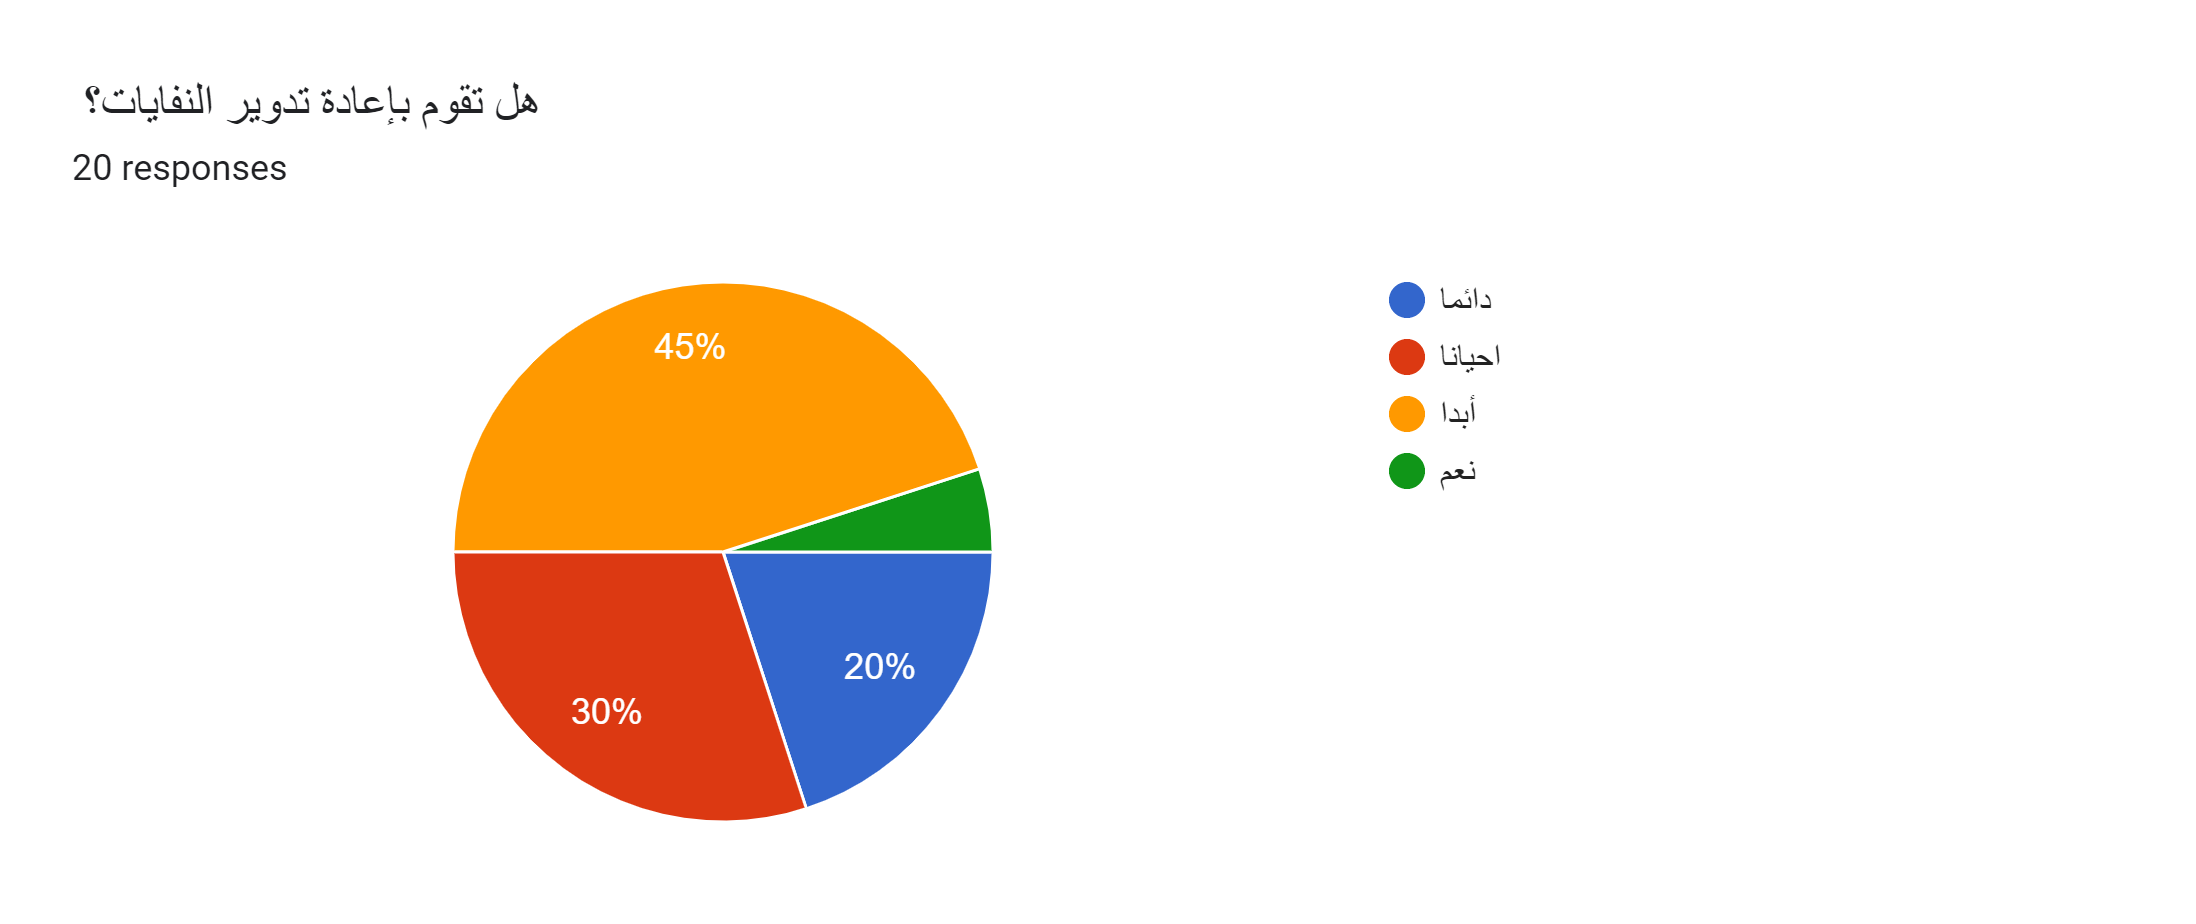 هل تقوم بإعادة تدوير النفايات؟
20 responses
45%
20%
30%
دائما
احيانا
أبدا
نعم